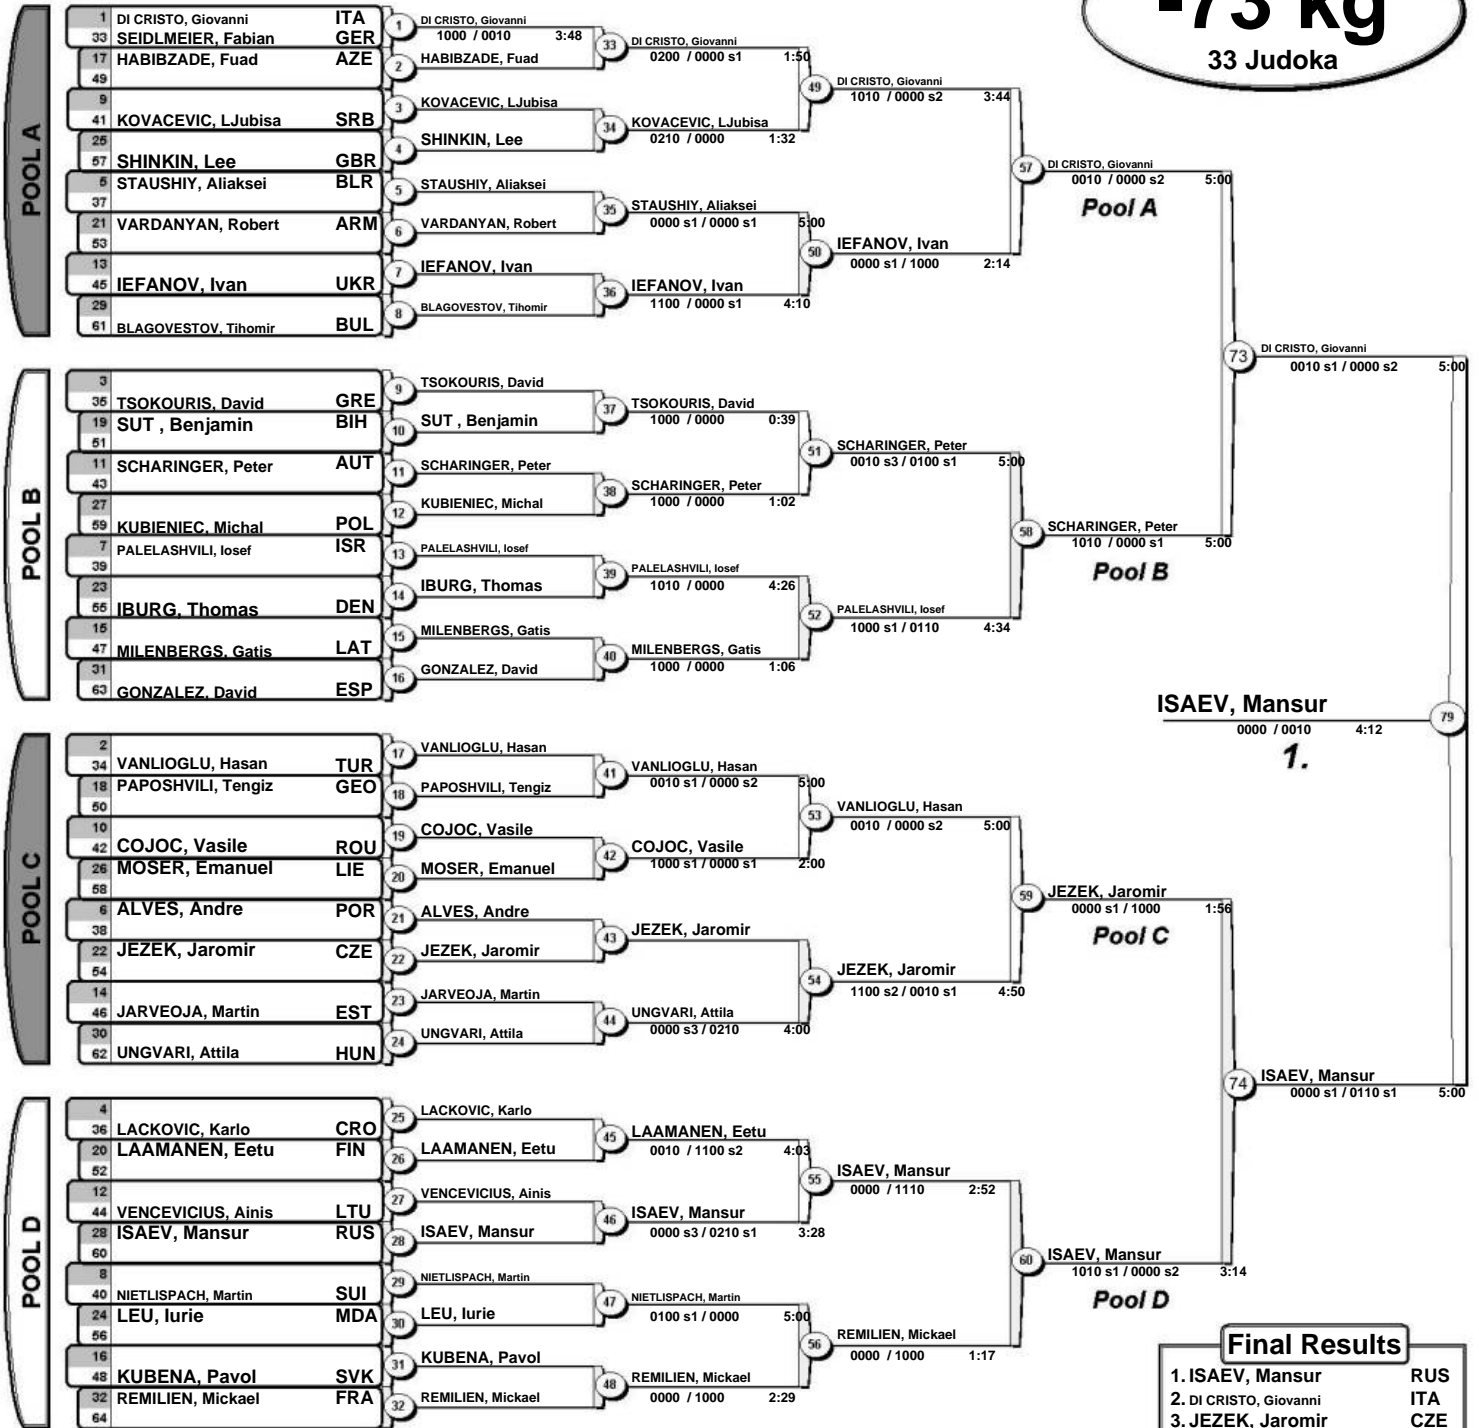 -73 kg
33 Judoka
POOL A
1 DI CRISTO, Giovanni ITA
33 SEIDLMEIER, Fabian GER
17 HABIBZADE, Fuad AZE
49
9
41 KOVACEVIC, LJubisa SRB
25
57 SHINKIN, Lee GBR
5 STAUSHIY, Aliaksei BLR
37
21 VARDANYAN, Robert ARM
53
13
45 IEFANOV, Ivan UKR
29
61 BLAGOVESTOV, Tihomir BUL
1 DI CRISTO, Giovanni
1000 / 0010 3:48
2 HABIBZADE, Fuad
3 KOVACEVIC, LJubisa
4 SHINKIN, Lee
5 STAUSHIY, Aliaksei
6 VARDANYAN, Robert
7 IEFANOV, Ivan
8 BLAGOVESTOV, Tihomir
33 DI CRISTO, Giovanni
0200 / 0000 s1 1:50
34 KOVACEVIC, LJubisa
0210 / 0000 1:32
35 STAUSHIY, Aliaksei
0000 s1 / 0000 s1 5:00
36 IEFANOV, Ivan
1100 / 0000 s1 4:10
49 DI CRISTO, Giovanni
1010 / 0000 s2 3:44
50 IEFANOV, Ivan
0000 s1 / 1000 2:14
57 DI CRISTO, Giovanni
0010 / 0000 s2 5:00
Pool A
POOL B
3
35 TSOKOURIS, David GRE
19 SUT , Benjamin BIH
51
11 SCHARINGER, Peter AUT
43
27
59 KUBIENIEC, Michal POL
7 PALELASHVILI, Iosef ISR
39
23
55 IBURG, Thomas DEN
15
47 MILENBERGS, Gatis LAT
31
63 GONZALEZ, David ESP
9 TSOKOURIS, David
10 SUT , Benjamin
11 SCHARINGER, Peter
12 KUBIENIEC, Michal
13 PALELASHVILI, Iosef
14 IBURG, Thomas
15 MILENBERGS, Gatis
16 GONZALEZ, David
37 TSOKOURIS, David
1000 / 0000 0:39
38 SCHARINGER, Peter
1000 / 0000 1:02
39 PALELASHVILI, Iosef
1010 / 0000 4:26
40 MILENBERGS, Gatis
1000 / 0000 1:06
51 SCHARINGER, Peter
0010 s3 / 0100 s1 5:00
52 PALELASHVILI, Iosef
1000 s1 / 0110 4:34
58 SCHARINGER, Peter
1010 / 0000 s1 5:00
Pool B
73 DI CRISTO, Giovanni
0010 s1 / 0000 s2 5:00
ISAEV, Mansur 79
0000 / 0010 4:12
1.
POOL C
2
34 VANLIOGLU, Hasan TUR
18 PAPOSHVILI, Tengiz GEO
50
10
42 COJOC, Vasile ROU
26 MOSER, Emanuel LIE
58
6 ALVES, Andre POR
38
22 JEZEK, Jaromir CZE
54
14
46 JARVEOJA, Martin EST
30
62 UNGVARI, Attila HUN
17 VANLIOGLU, Hasan
18 PAPOSHVILI, Tengiz
19 COJOC, Vasile
20 MOSER, Emanuel
21 ALVES, Andre
22 JEZEK, Jaromir
23 JARVEOJA, Martin
24 UNGVARI, Attila
41 VANLIOGLU, Hasan
0010 s1 / 0000 s2 5:00
42 COJOC, Vasile
1000 s1 / 0000 s1 2:00
43 JEZEK, Jaromir
44 UNGVARI, Attila
0000 s3 / 0210 4:00
53 VANLIOGLU, Hasan
0010 / 0000 s2 5:00
54 JEZEK, Jaromir
1100 s2 / 0010 s1 4:50
59 JEZEK, Jaromir
0000 s1 / 1000 1:56
Pool C
POOL D
4
36 LACKOVIC, Karlo CRO
20 LAAMANEN, Eetu FIN
52
12
44 VENCEVICIUS, Ainis LTU
28 ISAEV, Mansur RUS
60
8
40 NIETLISPACH, Martin SUI
24 LEU, Iurie MDA
56
16
48 KUBENA, Pavol SVK
32 REMILIEN, Mickael FRA
64
25 LACKOVIC, Karlo
26 LAAMANEN, Eetu
27 VENCEVICIUS, Ainis
28 ISAEV, Mansur
29 NIETLISPACH, Martin
30 LEU, Iurie
31 KUBENA, Pavol
32 REMILIEN, Mickael
45 LAAMANEN, Eetu
0010 / 1100 s2 4:03
46 ISAEV, Mansur
0000 s3 / 0210 s1 3:28
47 NIETLISPACH, Martin
0100 s1 / 0000 5:00
48 REMILIEN, Mickael
0000 / 1000 2:29
55 ISAEV, Mansur
0000 / 1110 2:52
56 REMILIEN, Mickael
0000 / 1000 1:17
60 ISAEV, Mansur
1010 s1 / 0000 s2 3:14
Pool D
74 ISAEV, Mansur
0000 s1 / 0110 s1 5:00
Final Results
1. ISAEV, Mansur RUS
2. DI CRISTO, Giovanni ITA
3. JEZEK, Jaromir CZE